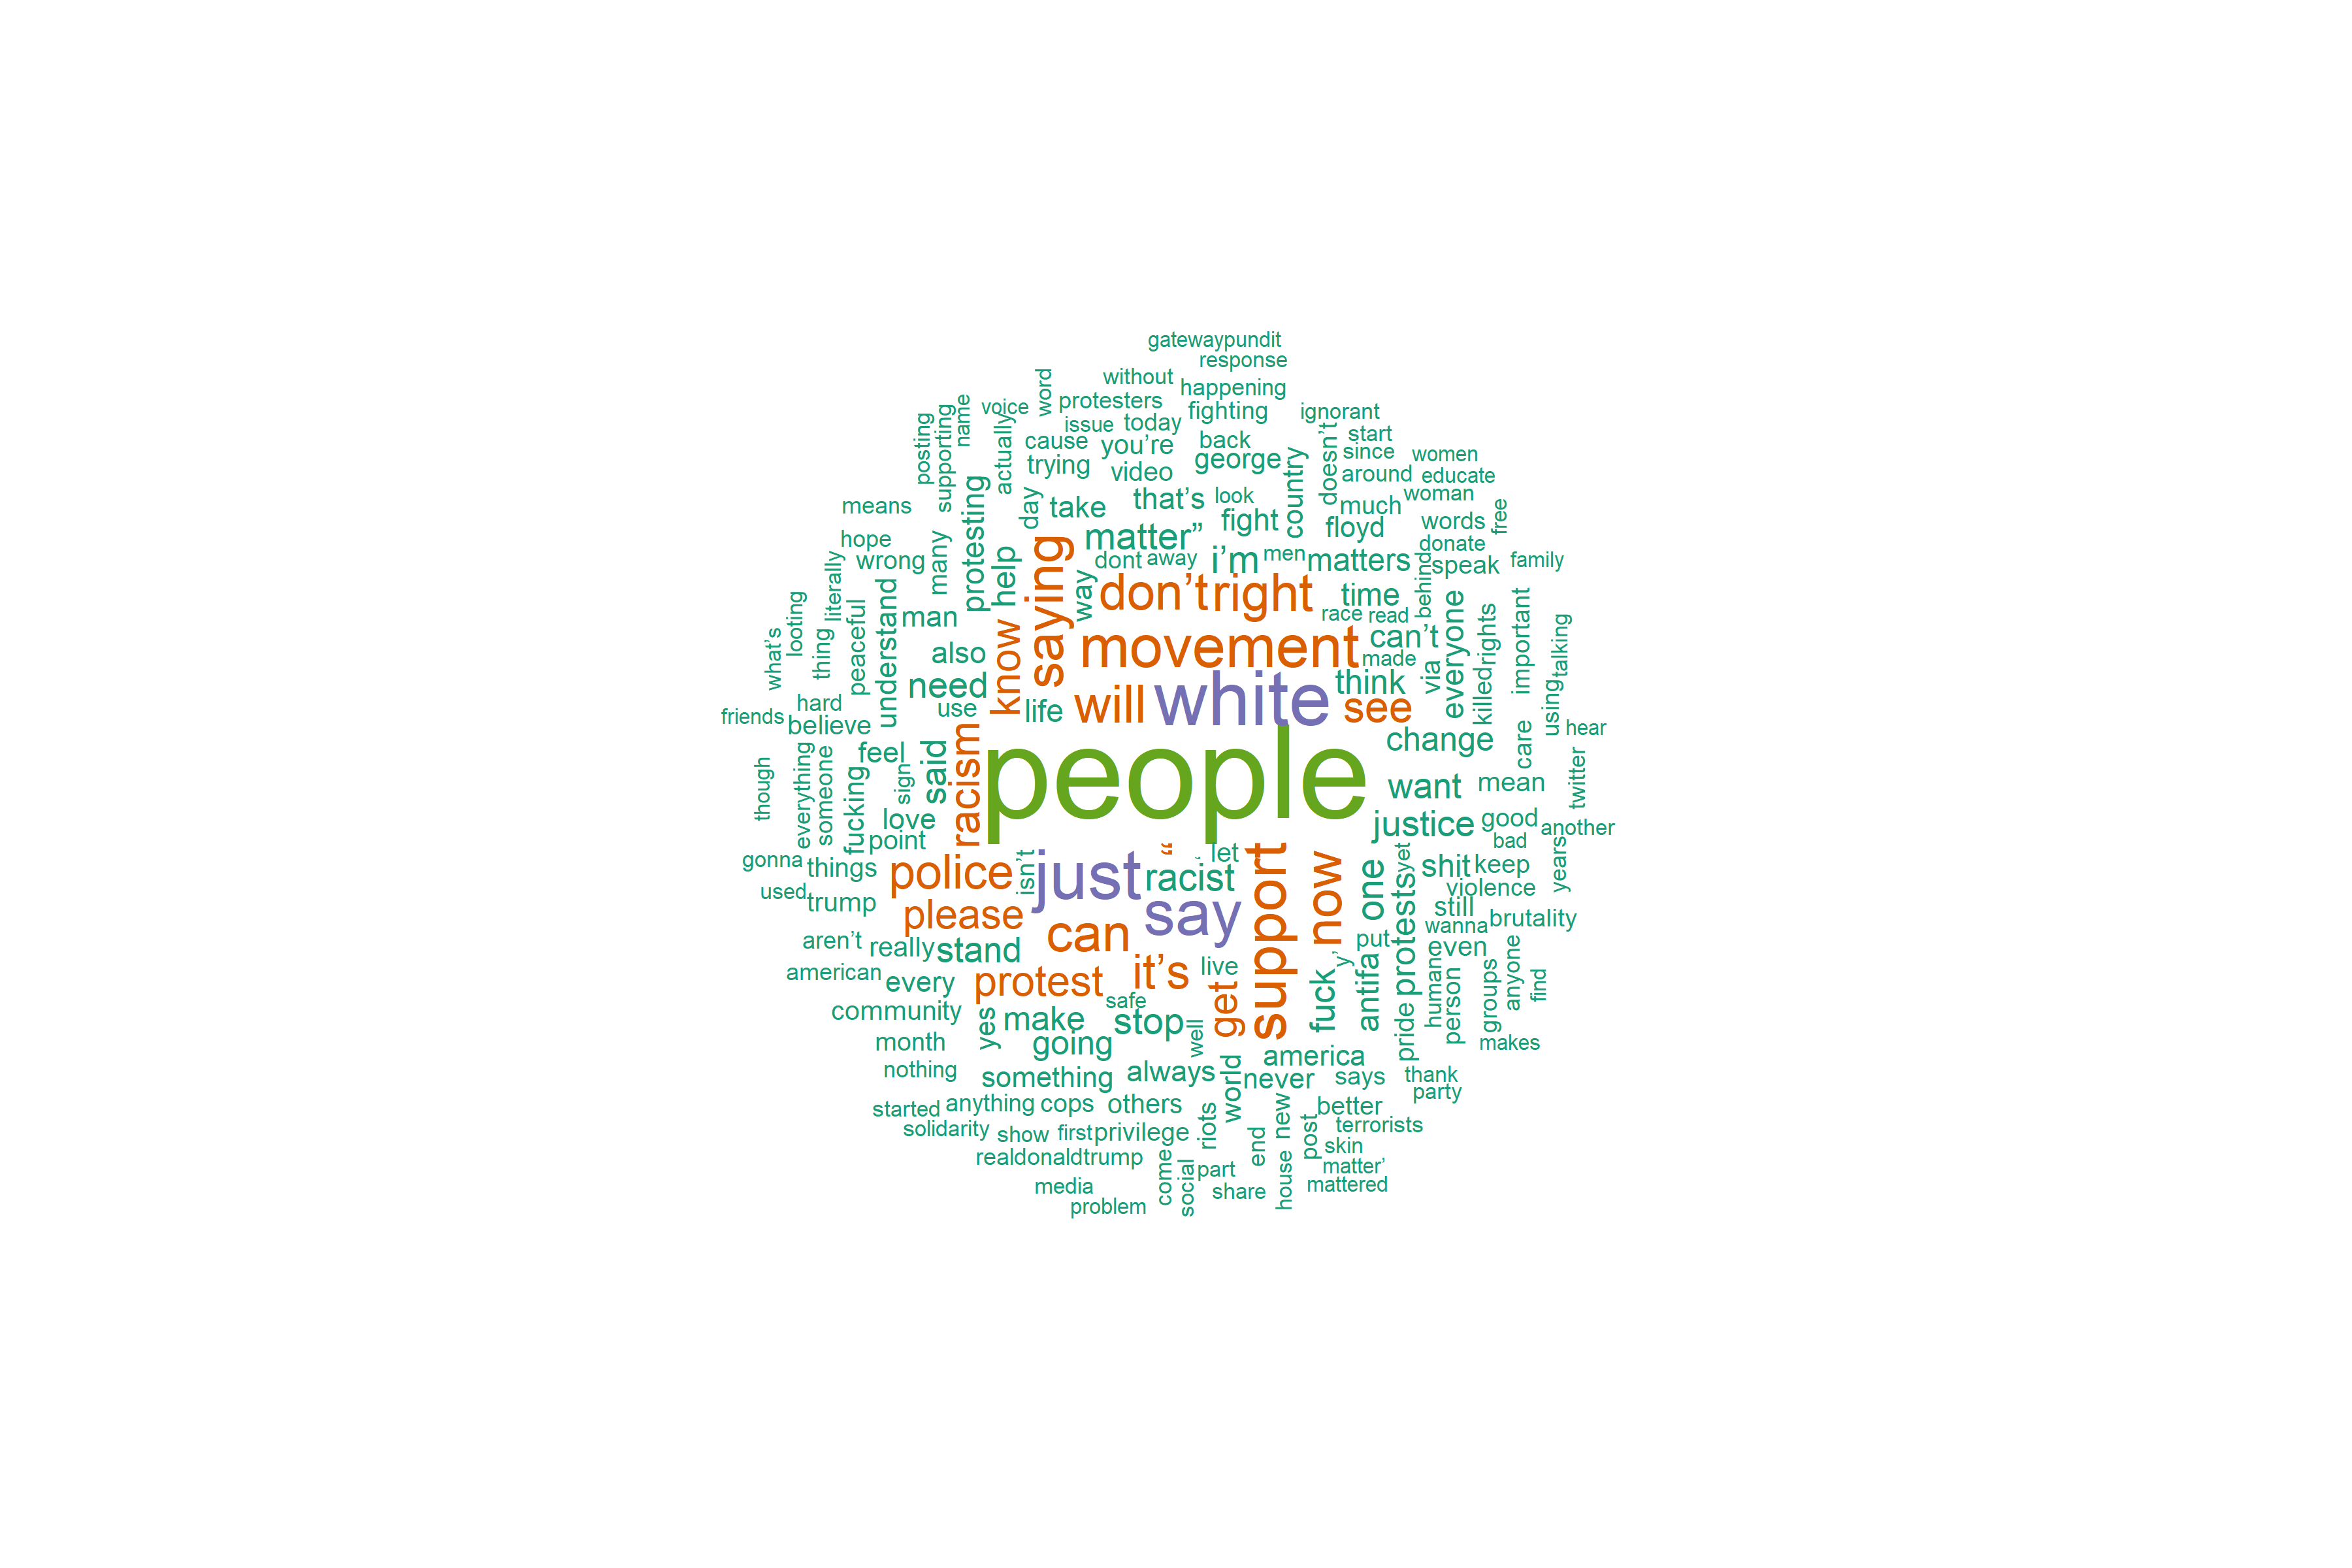 gatewaypundit
response
without
happening
word
protesters
fighting
ignorant
voice
name
issue
today
supporting
posting
actually
cause
you're
back
doesn't
start
trying
video
george
country
since
women
around
educate
protesting
means
day
take
that's
look
much
woman
free
fight
floyd
words
hope
many
matter”
donate
wrong
help
saying
dont
away
i'm
men
matters
behind
speak
family
literally
way
don't
right
time
looting
peaceful
understand
man
race
read
everyone
rights
important
talking
what's
thing
also
know
movement
can't
made
need
will
white
think
via
killed
using
hard
use
life
see
friends
believe
hear
racism
change
care
feel
said
people
everything
someone
sign
want
mean
twitter
though
fucking
love
justice
good
another
point
bad
gonna
things
“
‘
let
yet
shit
keep
years
police
isn't
just
racist
support
now
one
violence
used
trump
please
say
still
protests
brutality
wanna
can
aren't
really
stand
put
even
y’
human
american
every
protest
it's
live
antifa
fuck
get
person
groups
anyone
find
safe
community
yes
make
stop
well
pride
month
going
makes
america
nothing
something
always
world
never
says
thank
party
started
anything
cops
others
riots
new
better
post
terrorists
solidarity
show
first
privilege
end
skin
realdonaldtrump
come
social
part
house
matter’
media
share
mattered
problem